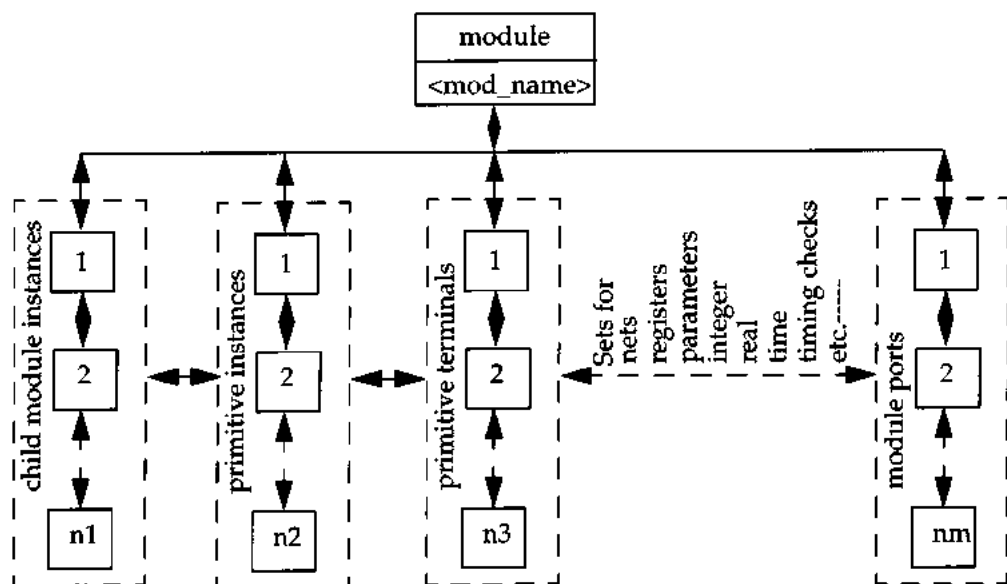 module
<mod_name>
child module instances
1
2
n1
primitive instances
1
2
n2
primitive terminals
1
2
n3
Sets for
nets
registers
parameters
integer
real
time
timing checks
etc.-----
module ports
1
2
nm